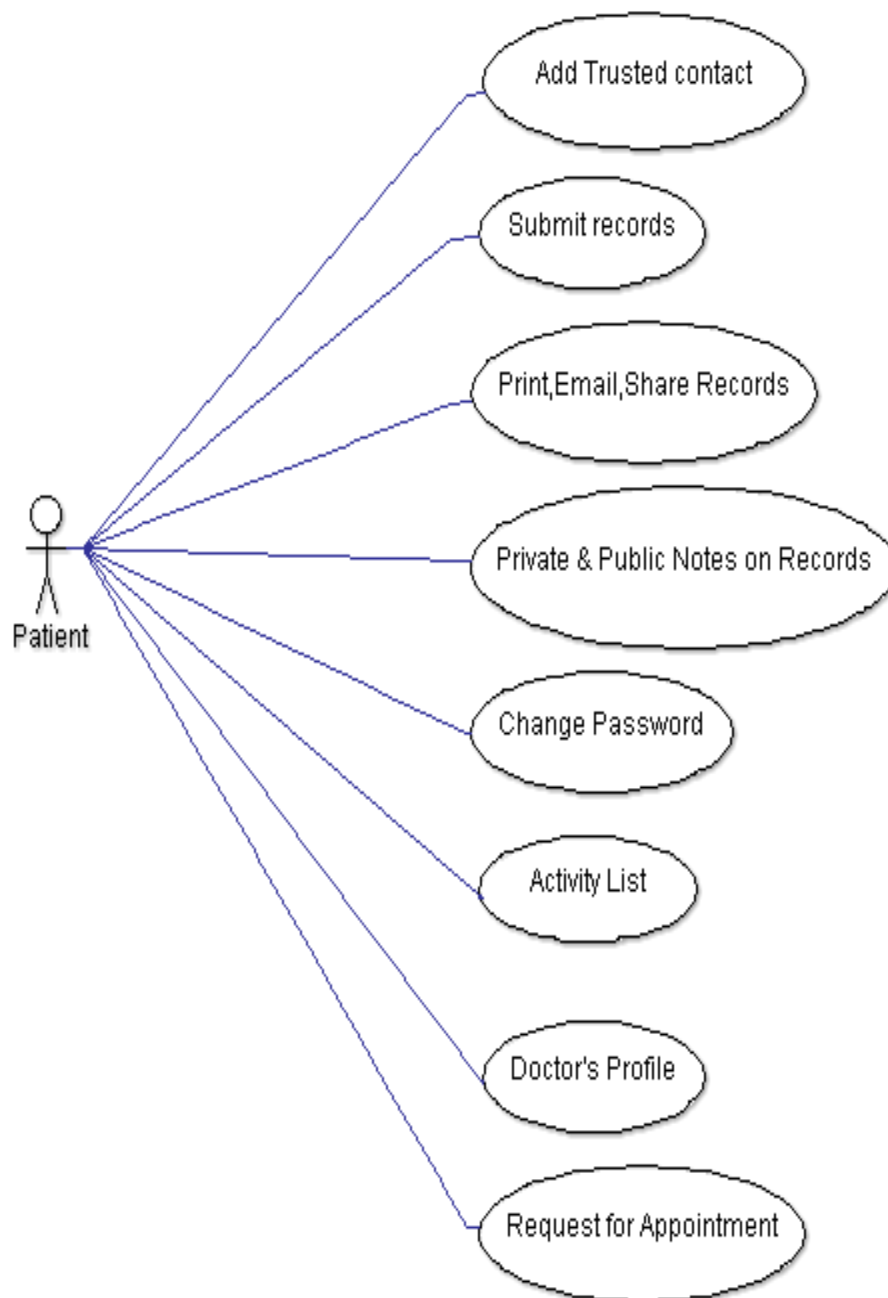 Add Trusted contact
Submit records
Print,Email,Share Records
Private & Public Notes on Records
Patient
Change Password
Activity List
Doctor's Profile
Request for Appointment